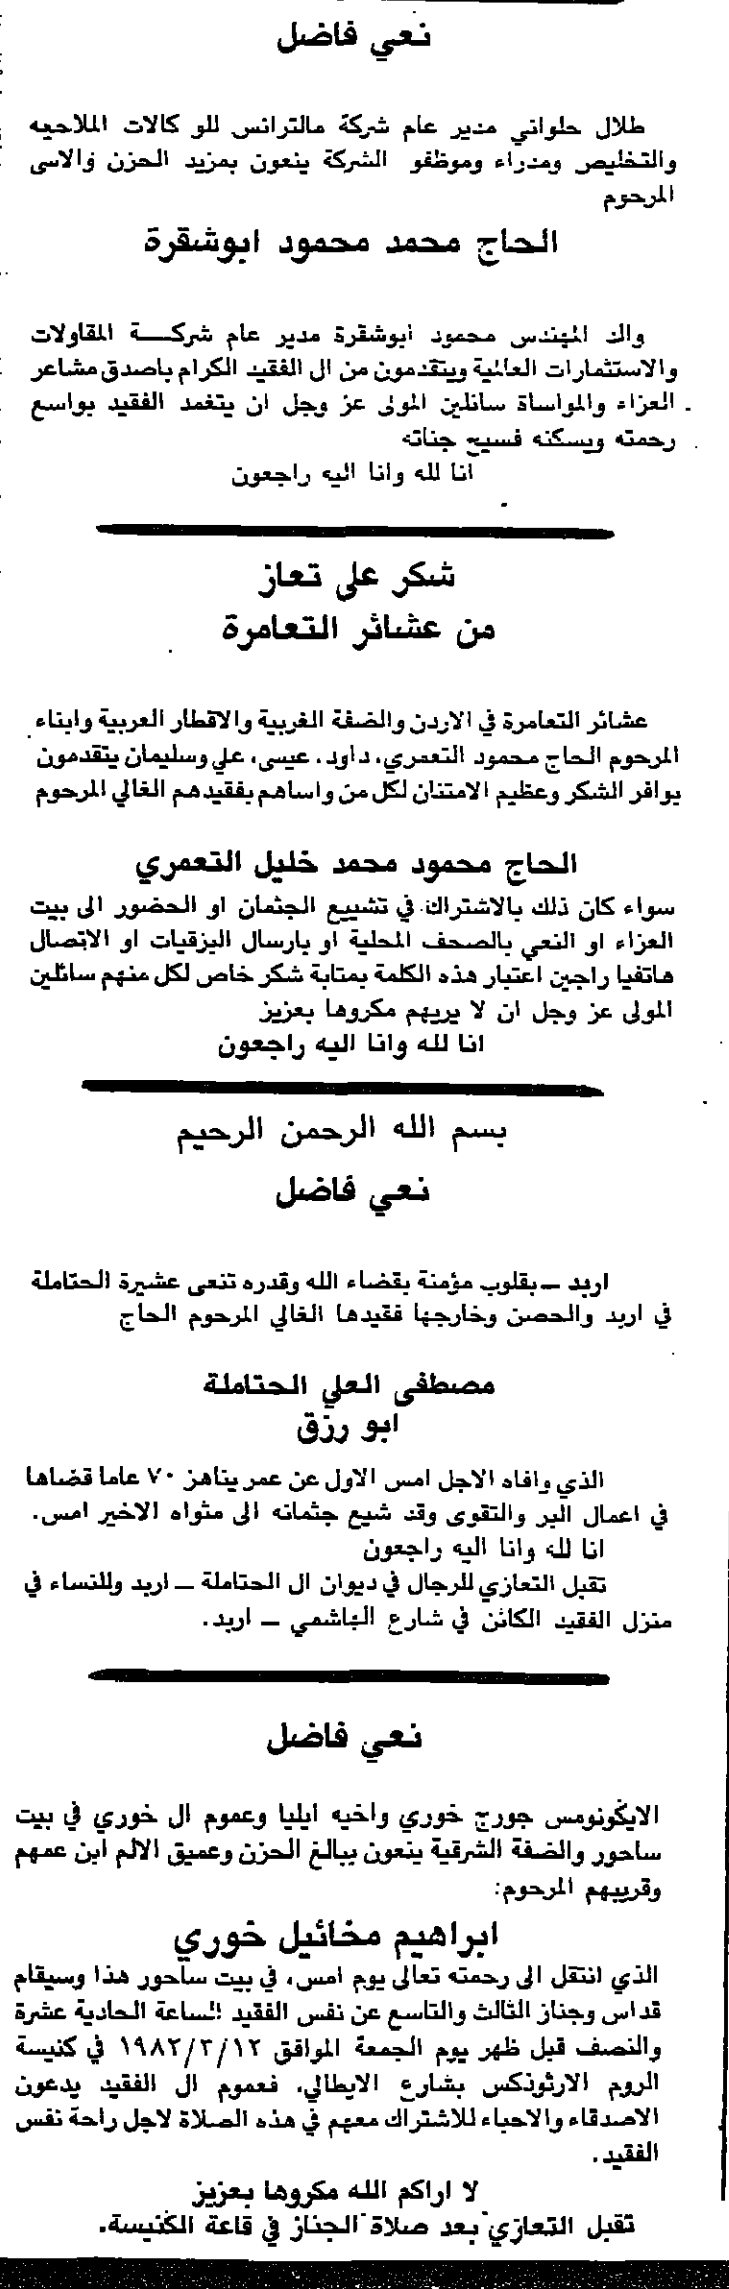 نعي فاضل
طلال حلواني مدير عام شركة مالترانس للو كالات الملاحيه
والتخليص ومدراء وموظفو الشركة ينعون بمزيد الحزن والاسى
المرحوم
الحاج محمد محمود ابوشقرة
والد المهندس محمود ابوشقرة مدير عام شركة المقاولات
والاستثمارات العالمية ويتقدمون من ال الفقيد الكرام باصدق مشاعر
العزاء والمواساة سائلين المولى عز وجل ان يتغمد الفقيد بواسع
رحمته ويسكنه فسيح جناته
انا لله وانا اليه راجعون
شكر على تعاز
من عشائر التعامرة
عشائر التعامرة في الاردن والضفة الغربية والاقطار العربية وابناء
المرحوم الحاج محمود التعمري، داود، عيسى، علي وسليمان يتقدمون
بوافر الشكر وعظيم الامتنان لكل من واساهم بفقيدهم الغالي المرحوم
الحاج محمود محمد خليل التعمري
سواء كان ذلك بالاشتراك في تشييع الجثمان او الحضور الى بيت
العزاء او النعي بالصحف المحلية او بارسال البرقيات او الاتصال
هاتفيا راجين اعتبار هذه الكلمة بمثابة شكر خاص لكل منهم سائلين
المولى عز وجل ان لا يريهم مكروها بعزيز
انا لله وانا اليه راجعون
بسم الله الرحمن الرحيم
نعي فاضل
اربد ــ بقلوب مؤمنة بقضاء الله وقدره تنعى عشيرة الحتاملة
في اربد والحصن وخارجها فقيدها الغالي المرحوم الحاج
مصطفى العلي الحتاملة
ابو رزق
الذي وافاه الاجل امس الاول عن عمر يناهز ٧٠ عاما قضاها
في اعمال البر والتقوى وقد شيع جثمانه الى مثواه الاخير امس.
انا لله وانا اليه راجعون
تقبل التعازي للرجال في ديوان ال الحتاملة ــ اربد وللنساء في
منزل الفقيد الكائن في شارع الهاشمي ــ اربد.
نعي فاضل
الايكونومس جورج خوري واخيه ايليا وعموم ال خوري في بيت
ساحور والضفة الشرقية ينعون ببالغ الحزن وعميق الالم ابن عمهم
وقريبهم المرحوم:
ابراهيم مخائيل خوري
الذي انتقل الى رحمته تعالى يوم امس، في بيت ساحور هذا وسيقام
قداس وجناز الثالث والتاسع عن نفس الفقيد الساعة الحادية عشرة
والنصف قبل ظهر يوم الجمعة الموافق ١٩٨٢/٣/١٢ في كنيسة
الروم الارثوذكس بشارع الايطالي، فعموم ال الفقيد يدعون
الاصدقاء والاحباء للاشتراك معهم في هذه الصلاة لاجل راحة نفس
الفقيد.
لا اراكم الله مكروها بعزيز
تقبل التعازي بعد صلاة الجناز في قاعة الكنيسة.